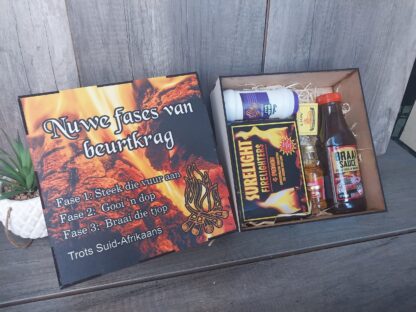 Nuwe fases van
beurtkrag
Fase 1: Steek die vuur aan
Fase 2: Gooi 'n dop
Fase 3: Braai die tjop
Trots Suid-Afrikaans
SURELIGHT
FIRELIGHTERS
BRAAI
SAUCE